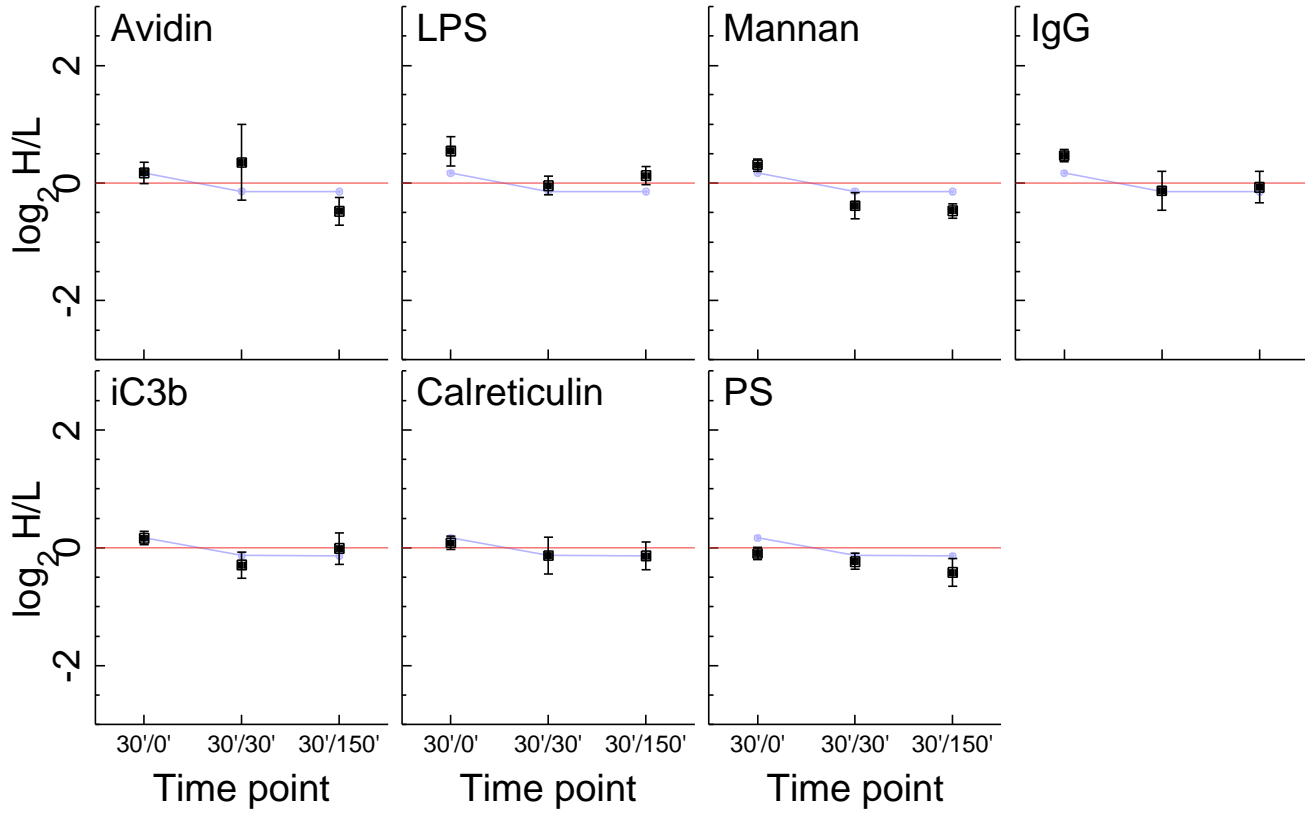 Avidin LPS Mannan IgG
2
0
-2
log2 H/L
iC3b Calreticulin PS
2
0
-2
log2 H/L
30'/0' 30'/30' 30'/150' 30'/0' 30'/30' 30'/150' 30'/0' 30'/30' 30'/150'
Time point Time point Time point